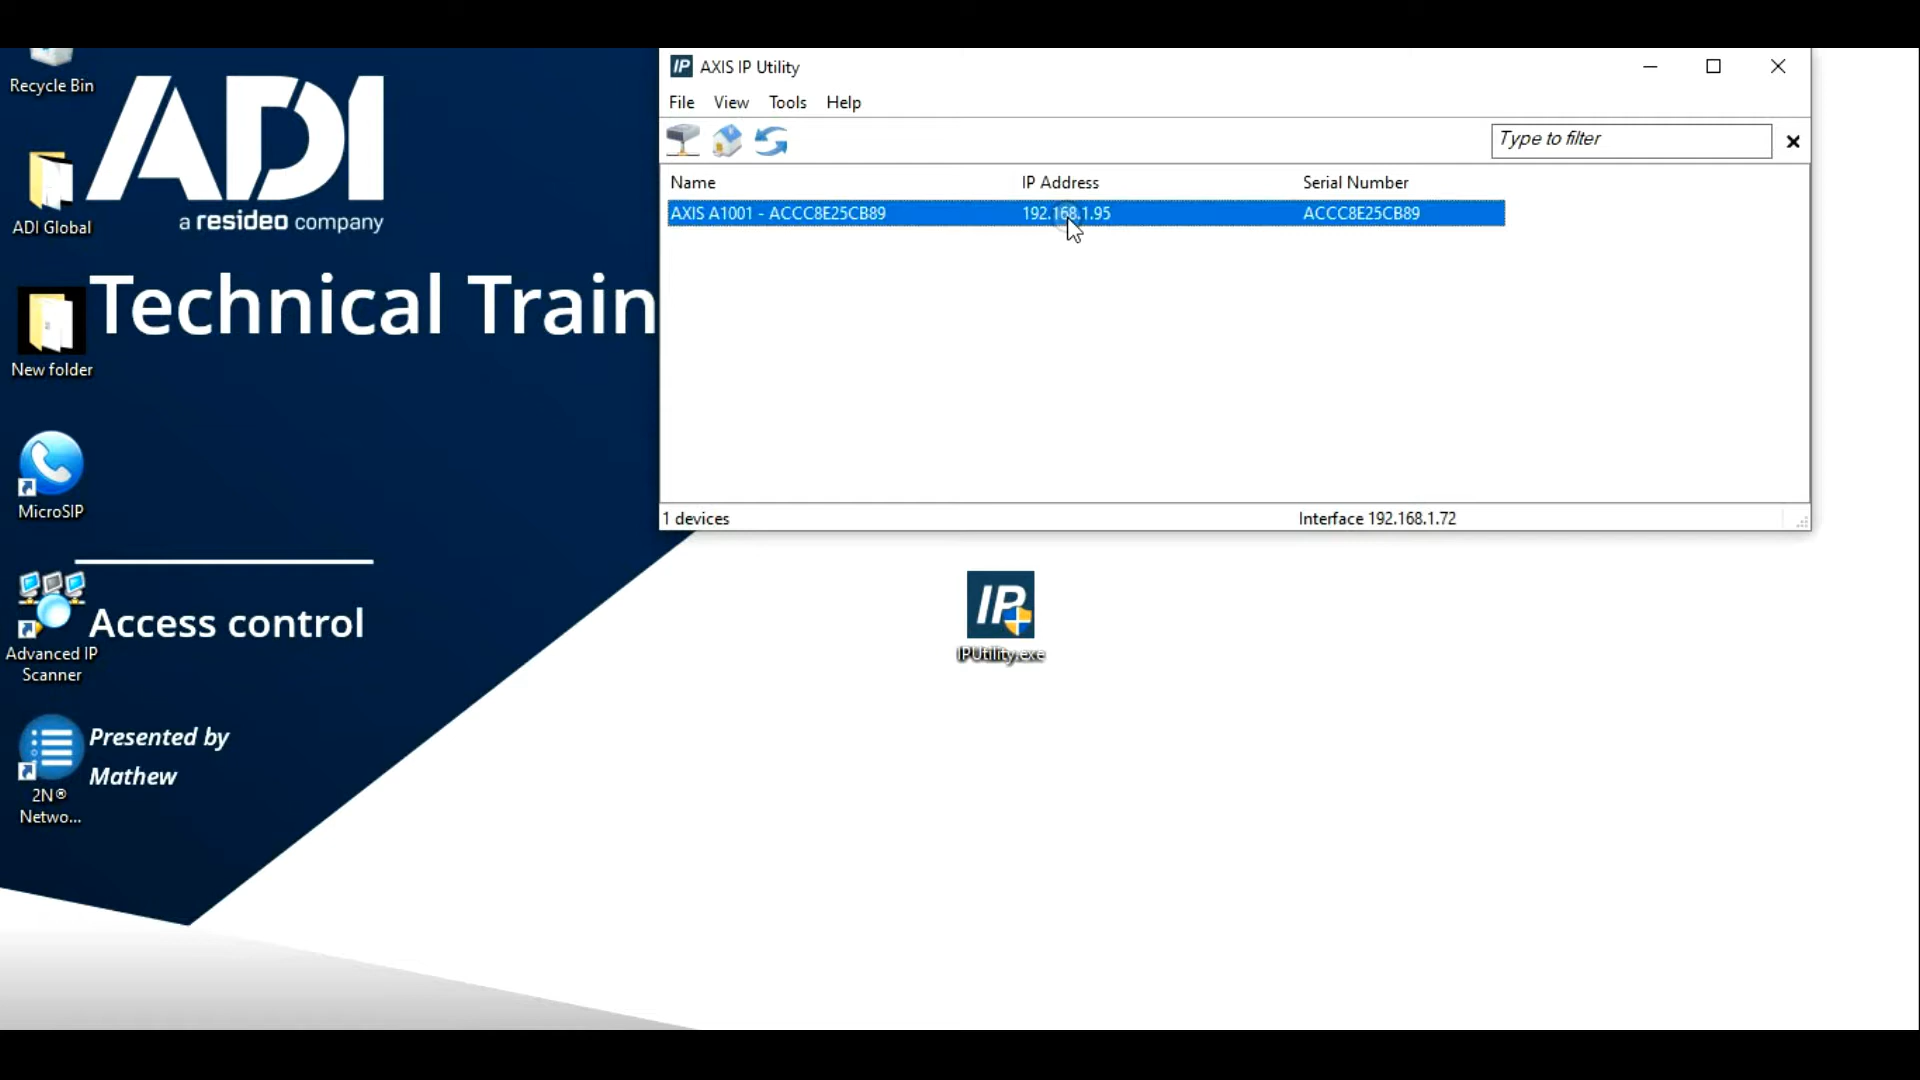 Recycle Bin
ADI
a resideo company
ADI Global
Technical Train
New folder
MicroSIP
Access control
Advanced IP
Scanner
Presented by
Mathew
2N®
Netwo...
IP AXIS IP Utility
File View Tools Help
Type to filter
Name IP Address Serial Number
AXIS A1001 - ACCC8E25CB89 192.168.1.95 ACCC8E25CB89
1 devices Interface 192.168.1.72
IP
IPUtility.exe